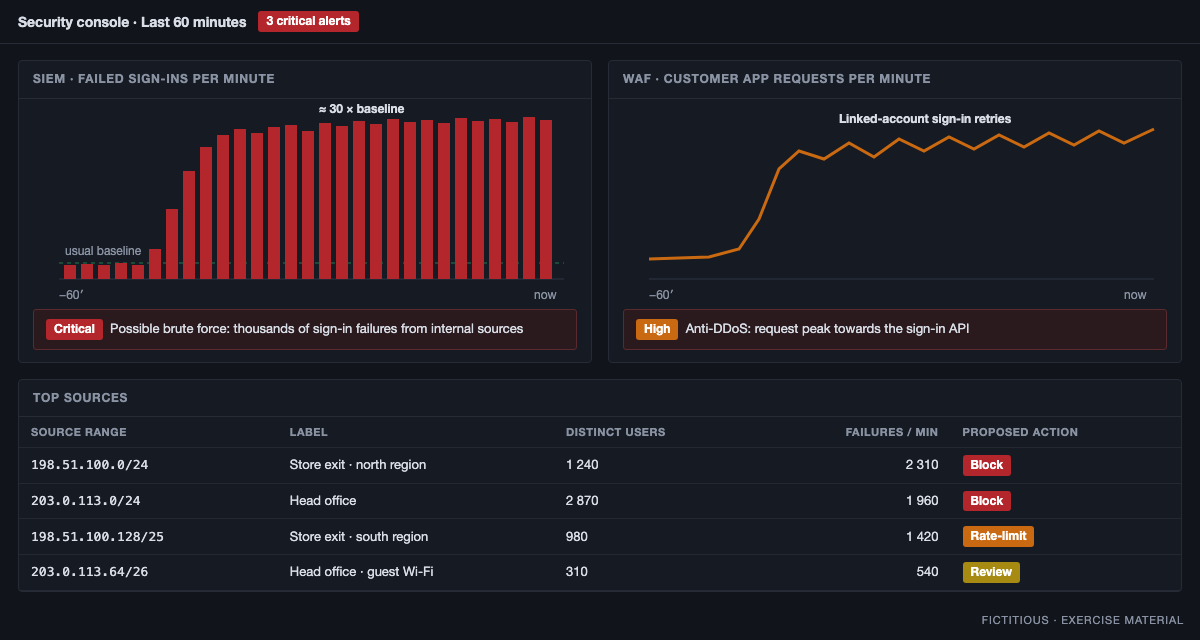 Security console · Last 60 minutes 3 critical alerts
SIEM · FAILED SIGN-INS PER MINUTE
≈ 30 × baseline
usual baseline
−60′ now
Critical Possible brute force: thousands of sign-in failures from internal sources
WAF · CUSTOMER APP REQUESTS PER MINUTE
Linked-account sign-in retries
−60′ now
High Anti-DDoS: request peak towards the sign-in API
TOP SOURCES
SOURCE RANGE LABEL DISTINCT USERS FAILURES / MIN PROPOSED ACTION
198.51.100.0/24 Store exit · north region 1 240 2 310 Block
203.0.113.0/24 Head office 2 870 1 960 Block
198.51.100.128/25 Store exit · south region 980 1 420 Rate-limit
203.0.113.64/26 Head office · guest Wi-Fi 310 540 Review
FICTITIOUS · EXERCISE MATERIAL